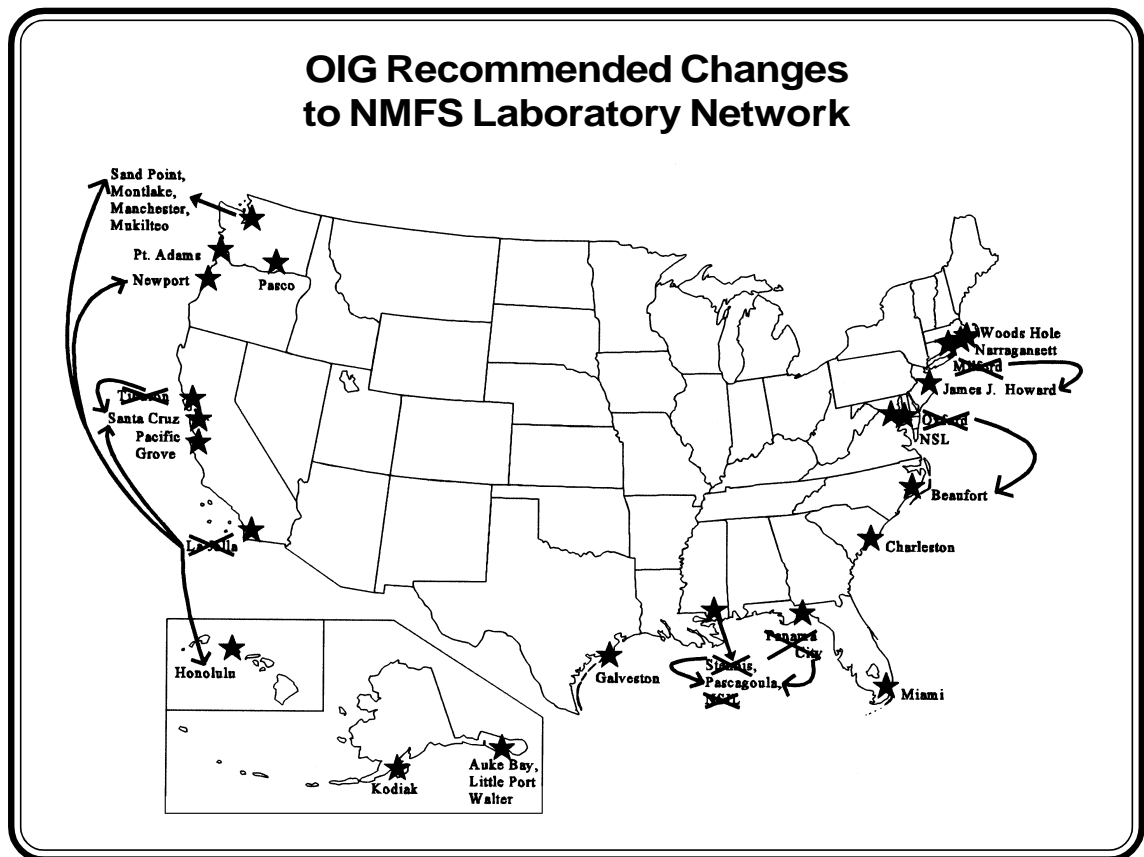 OIG Recommended Changes
to NMFS Laboratory Network
Sand Point,
Montlake,
Manchester,
Mukilteo
Pt. Adams
Newport
Pasco
Tiburon
Santa Cruz
Pacific
Grove
La Jolla
Honolulu
Kodiak
Auke Bay,
Little Port
Walter
Galveston
Stennis,
Pascagoula,
Panama
City
Miami
Charleston
Beaufort
Oxford
NSL
James J. Howard
Milford
Narragansett
Woods Hole